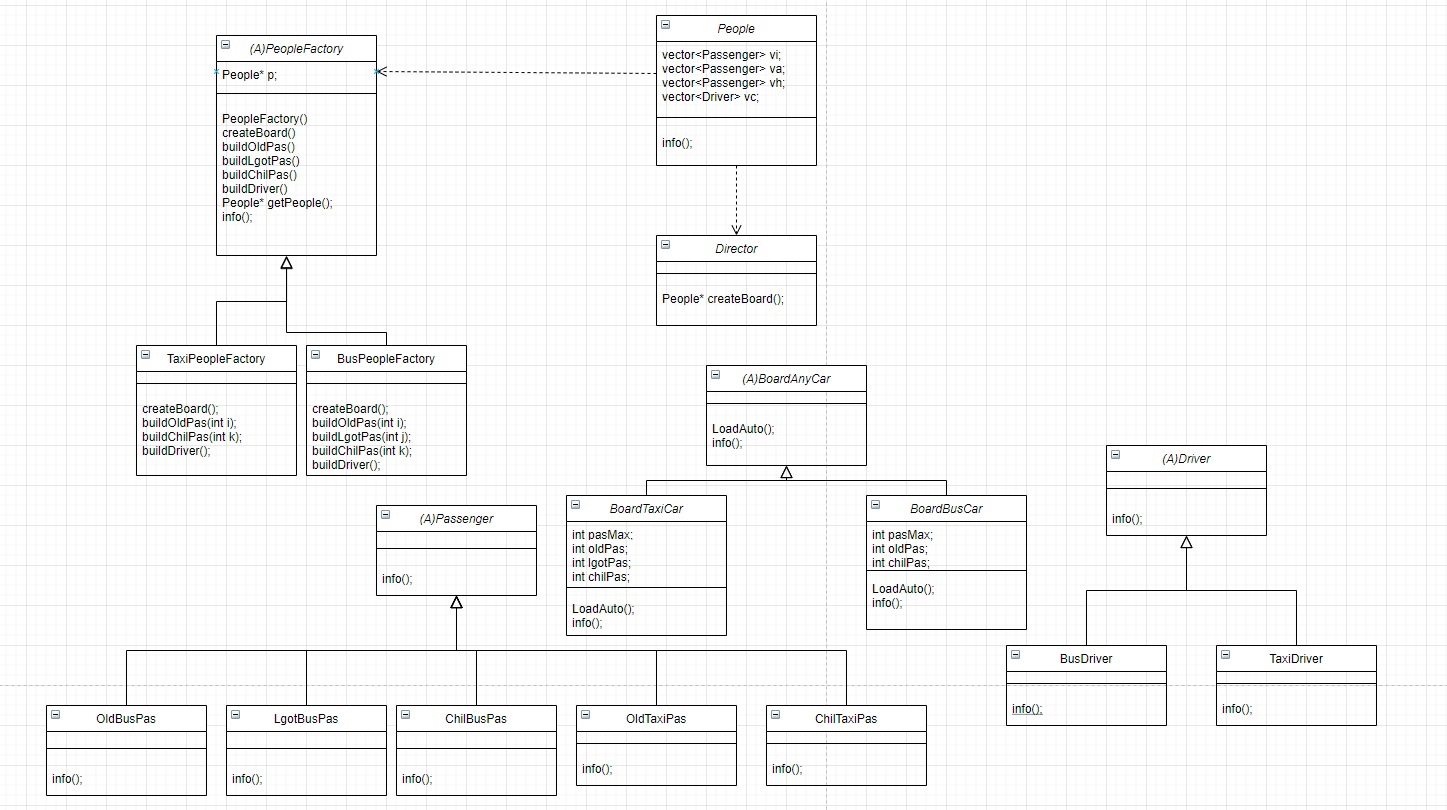 (A)PeopleFactory
People* p;
PeopleFactory()
createBoard()
buildOldPas()
buildLgotPas()
buildChilPas()
buildDriver()
People* getPeople();
info();
People
vector<Passenger> vi;
vector<Passenger> va;
vector<Passenger> vh;
vector<Driver> vc;
info();
Director
People* createBoard();
TaxiPeopleFactory
createBoard();
buildOldPas(int i);
buildChilPas(int k);
buildDriver();
BusPeopleFactory
createBoard();
buildOldPas(int i);
buildLgotPas(int j);
buildChilPas(int k);
buildDriver();
(A)BoardAnyCar
LoadAuto();
info();
(A)Driver
info();
(A)Passenger
info();
BoardTaxiCar
int pasMax;
int oldPas;
int lgotPas;
int chilPas;
LoadAuto();
info();
BoardBusCar
int pasMax;
int oldPas;
int chilPas;
LoadAuto();
info();
BusDriver
info();
TaxiDriver
info();
OldBusPas
info();
LgotBusPas
info();
ChilBusPas
info();
OldTaxiPas
info();
ChilTaxiPas
info();